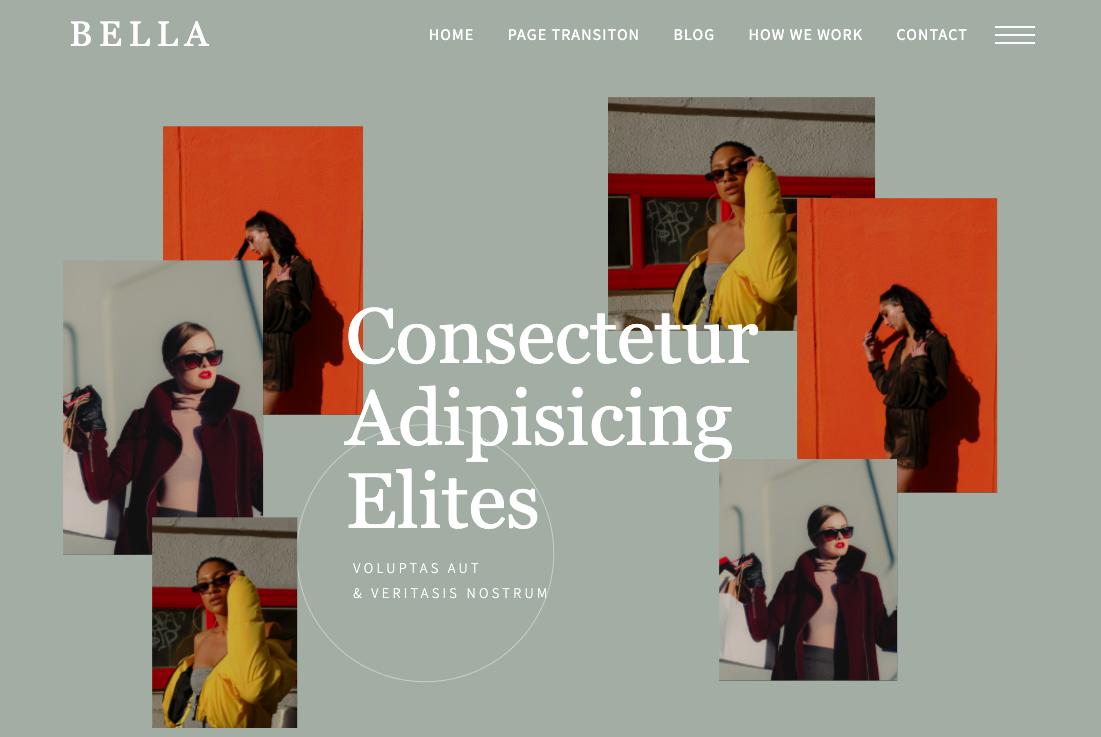 BELLA
HOME PAGE TRANSITON BLOG HOW WE WORK CONTACT
Consectetur
Adipisicing
Elites
VOLUPTAS AUT
& VERITASIS NOSTRUM